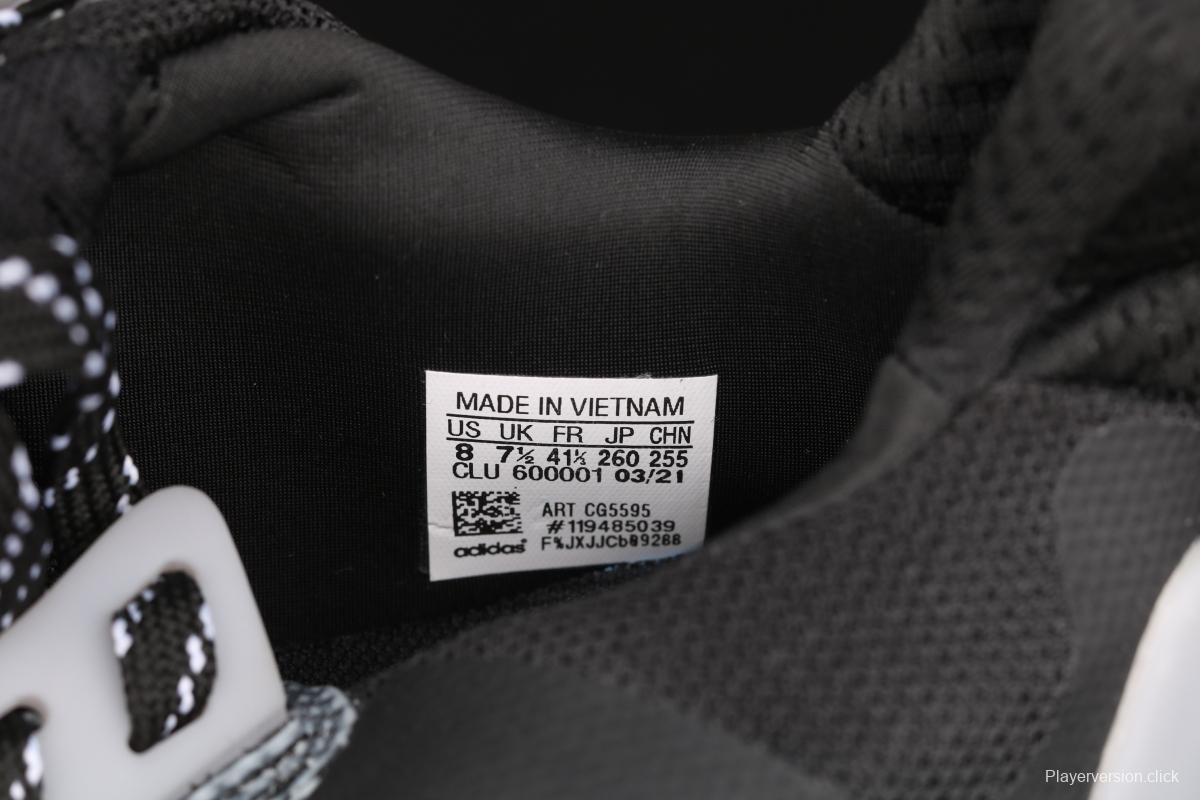 MADE IN VIETNAM
US UK FR JP CHN
8 7½ 41⅓ 260 255
CLU 600001 03/21
ART CG5595
#119485039
adidas
Playerversion.click